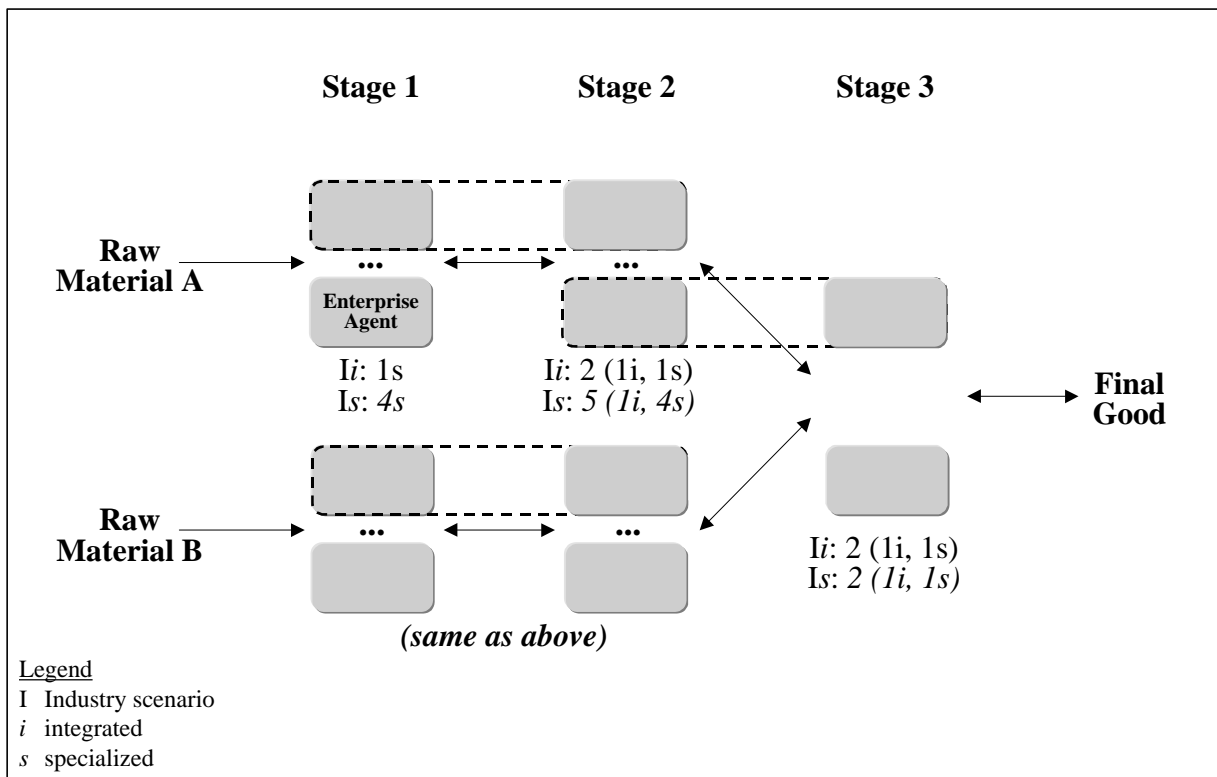 Stage 1 Stage 2 Stage 3
Raw
Material A
... ...
Enterprise
Agent
Ii: 1s
Is: 4s
Ii: 2 (1i, 1s)
Is: 5 (1i, 4s)
Final
Good
Raw
Material B
... ...
Ii: 2 (1i, 1s)
Is: 2 (1i, 1s)
(same as above)
Legend
I Industry scenario
i integrated
s specialized